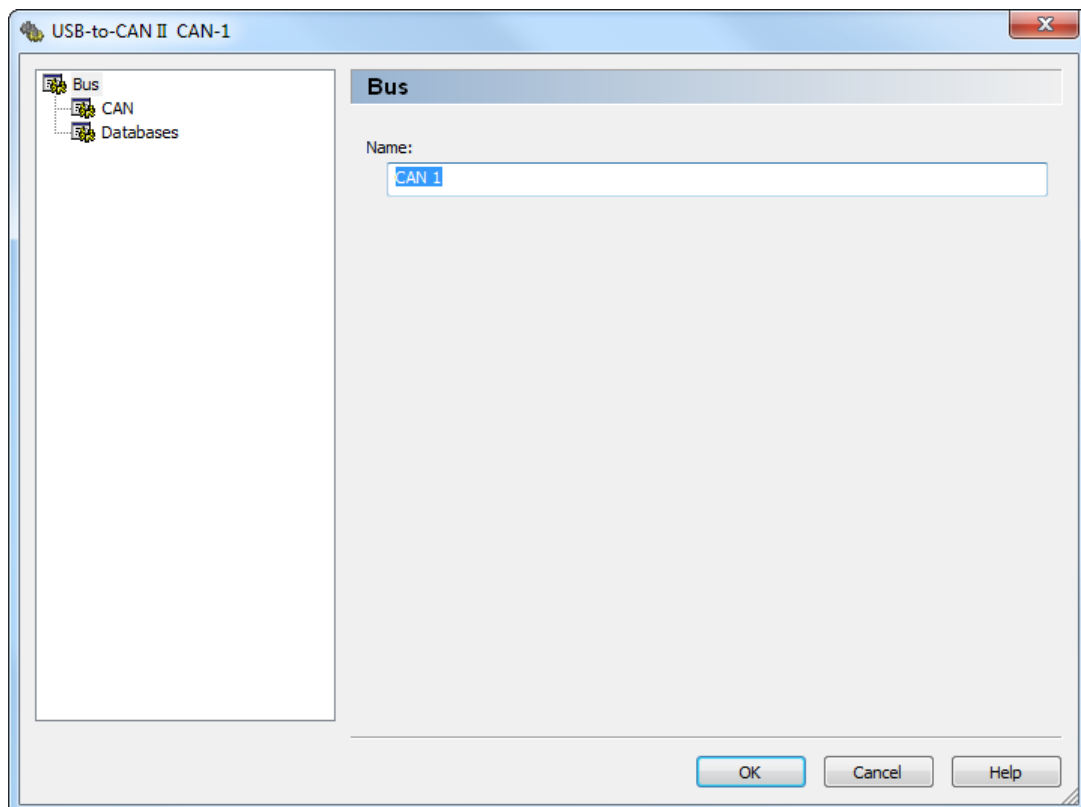 USB-to-CAN II CAN-1
Bus
CAN
Databases
Bus
Name:
CAN 1
OK Cancel Help